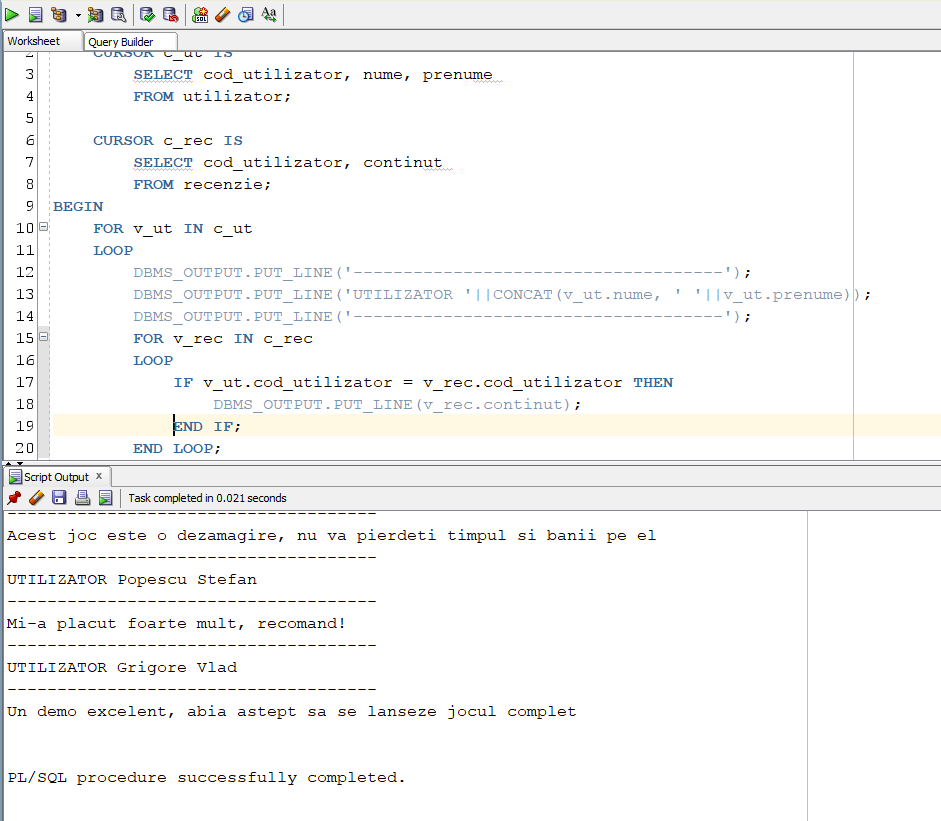 Worksheet Query Builder
2 CURSOR c_ut IS
3 SELECT cod_utilizator, nume, prenume
4 FROM utilizator;
5
6 CURSOR c_rec IS
7 SELECT cod_utilizator, continut
8 FROM recenzie;
9 BEGIN
10 FOR v_ut IN c_ut
11 LOOP
12 DBMS_OUTPUT.PUT_LINE('-------------------------------------');
13 DBMS_OUTPUT.PUT_LINE('UTILIZATOR '||CONCAT(v_ut.nume, ' '||v_ut.prenume));
14 DBMS_OUTPUT.PUT_LINE('-------------------------------------');
15 FOR v_rec IN c_rec
16 LOOP
17 IF v_ut.cod_utilizator = v_rec.cod_utilizator THEN
18 DBMS_OUTPUT.PUT_LINE(v_rec.continut);
19 END IF;
20 END LOOP;
Script Output x
Task completed in 0.021 seconds
-------------------------------------
Acest joc este o dezamagire, nu va pierdeti timpul si banii pe el
-------------------------------------
UTILIZATOR Popescu Stefan
-------------------------------------
Mi-a placut foarte mult, recomand!
-------------------------------------
UTILIZATOR Grigore Vlad
-------------------------------------
Un demo excelent, abia astept sa se lanseze jocul complet
PL/SQL procedure successfully completed.